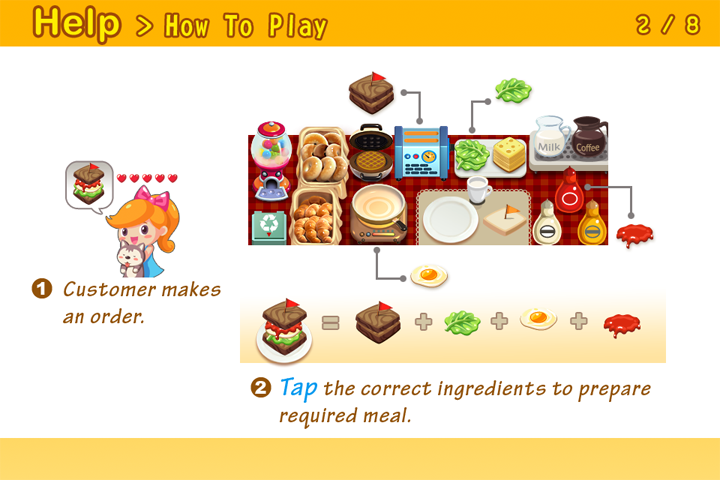 Help > How To Play
2 / 8
Milk
Coffee
1 Customer makes
an order.
= + + +
2 Tap the correct ingredients to prepare
required meal.